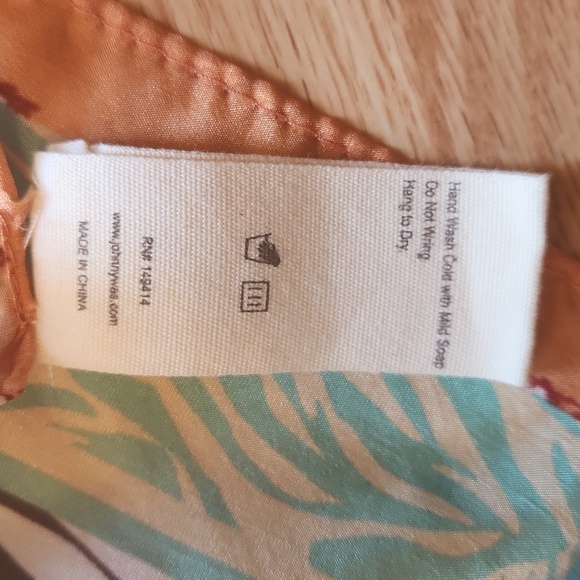 Hand Wash Cold with Mild Soap
Do Not Wring
Hang to Dry.
RN# 149414
www.johnnywas.com
MADE IN CHINA